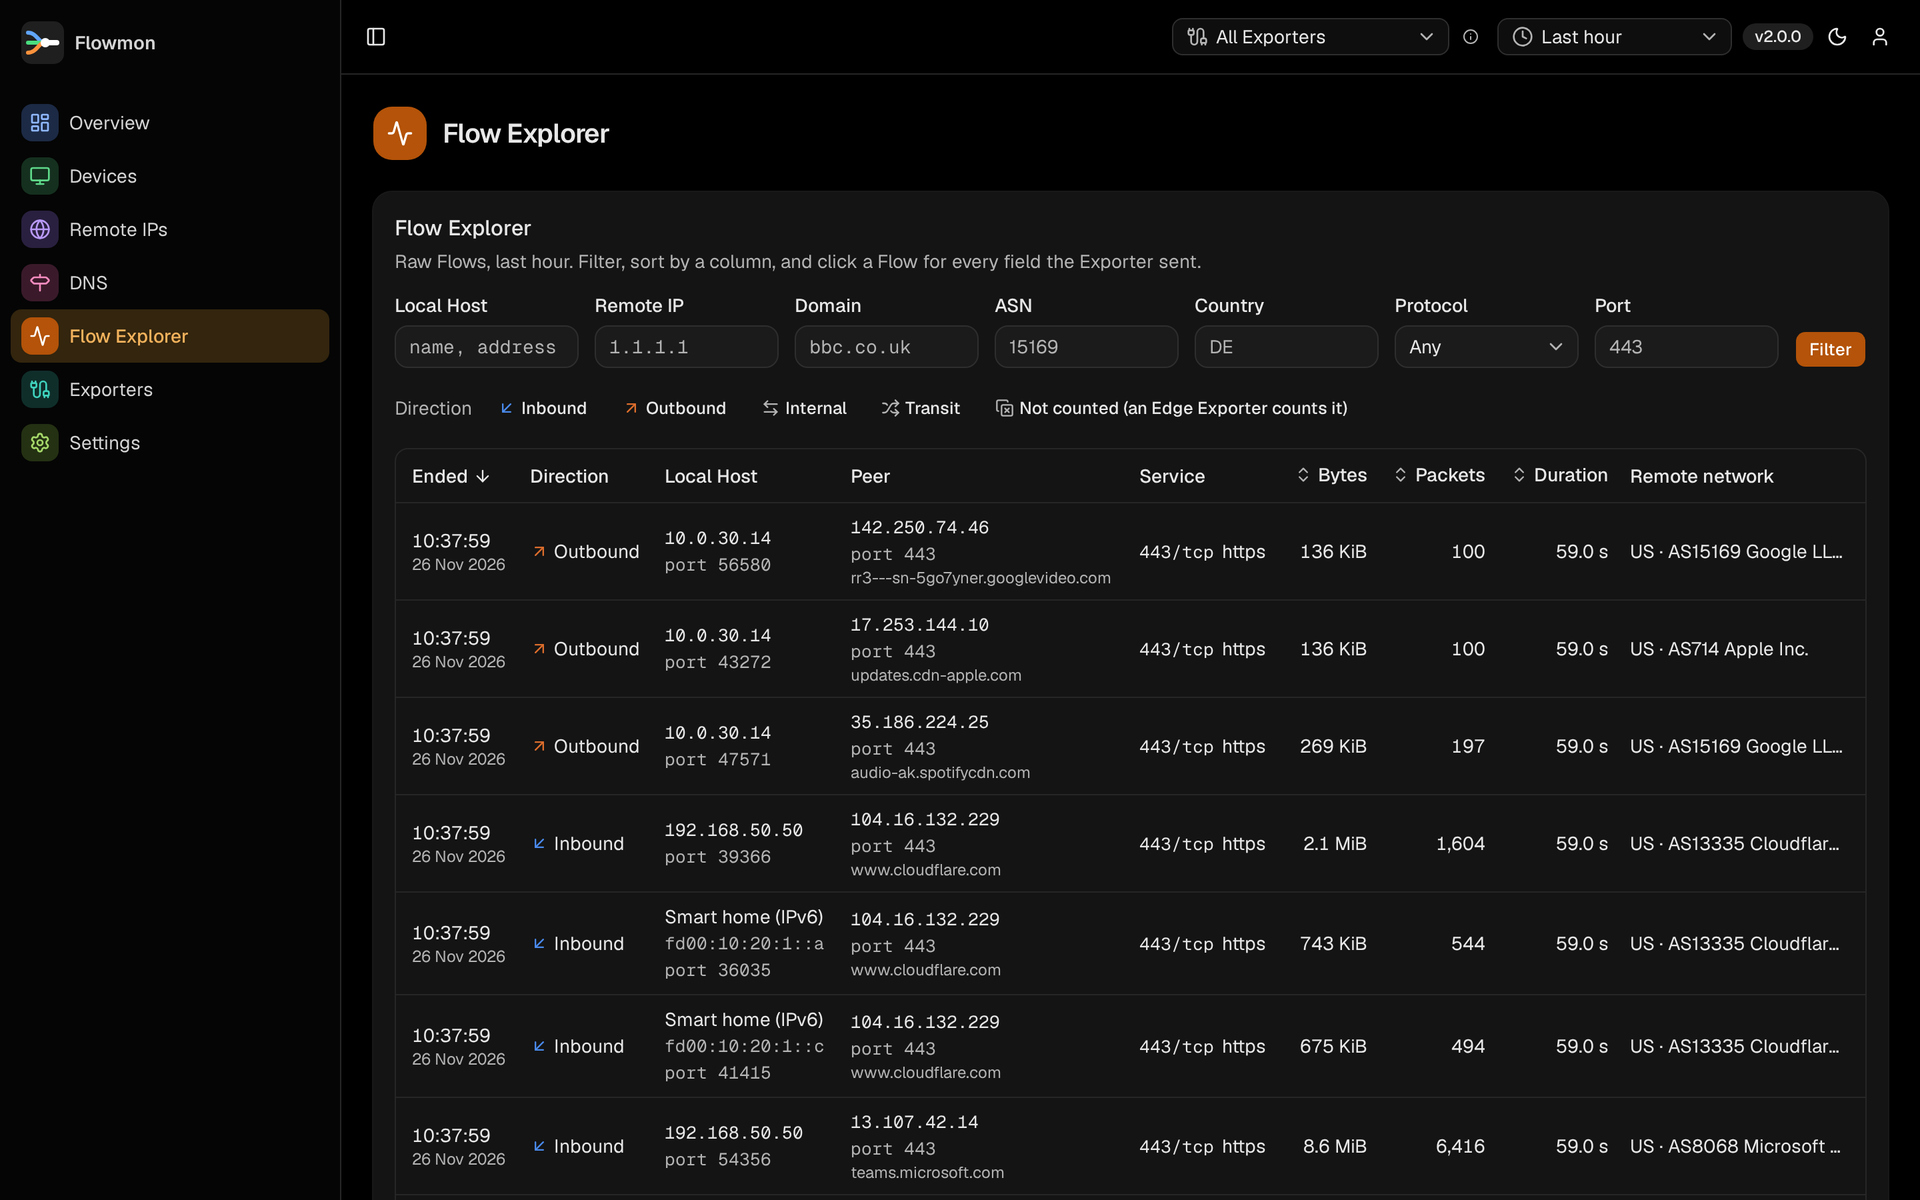 Flowmon
All Exporters
Last hour
v2.0.0
Overview
Devices
Remote IPs
DNS
Flow Explorer
Exporters
Settings
Flow Explorer
Flow Explorer
Raw Flows, last hour. Filter, sort by a column, and click a Flow for every field the Exporter sent.
Local Host Remote IP Domain ASN Country Protocol Port
name, address 1.1.1.1 bbc.co.uk 15169 DE Any 443 Filter
Direction Inbound Outbound Internal Transit Not counted (an Edge Exporter counts it)
Ended Direction Local Host Peer Service Bytes Packets Duration Remote network
10:37:59
26 Nov 2026
Outbound
10.0.30.14
port 56580
142.250.74.46
port 443
rr3---sn-5go7yner.googlevideo.com
443/tcp https 136 KiB 100 59.0 s US · AS15169 Google LL...
10:37:59
26 Nov 2026
Outbound
10.0.30.14
port 43272
17.253.144.10
port 443
updates.cdn-apple.com
443/tcp https 136 KiB 100 59.0 s US · AS714 Apple Inc.
10:37:59
26 Nov 2026
Outbound
10.0.30.14
port 47571
35.186.224.25
port 443
audio-ak.spotifycdn.com
443/tcp https 269 KiB 197 59.0 s US · AS15169 Google LL...
10:37:59
26 Nov 2026
Inbound
192.168.50.50
port 39366
104.16.132.229
port 443
www.cloudflare.com
443/tcp https 2.1 MiB 1,604 59.0 s US · AS13335 Cloudflar...
10:37:59
26 Nov 2026
Inbound
Smart home (IPv6)
fd00:10:20:1::a
port 36035
104.16.132.229
port 443
www.cloudflare.com
443/tcp https 743 KiB 544 59.0 s US · AS13335 Cloudflar...
10:37:59
26 Nov 2026
Inbound
Smart home (IPv6)
fd00:10:20:1::c
port 41415
104.16.132.229
port 443
www.cloudflare.com
443/tcp https 675 KiB 494 59.0 s US · AS13335 Cloudflar...
10:37:59
26 Nov 2026
Inbound
192.168.50.50
port 54356
13.107.42.14
port 443
teams.microsoft.com
443/tcp https 8.6 MiB 6,416 59.0 s US · AS8068 Microsoft ...